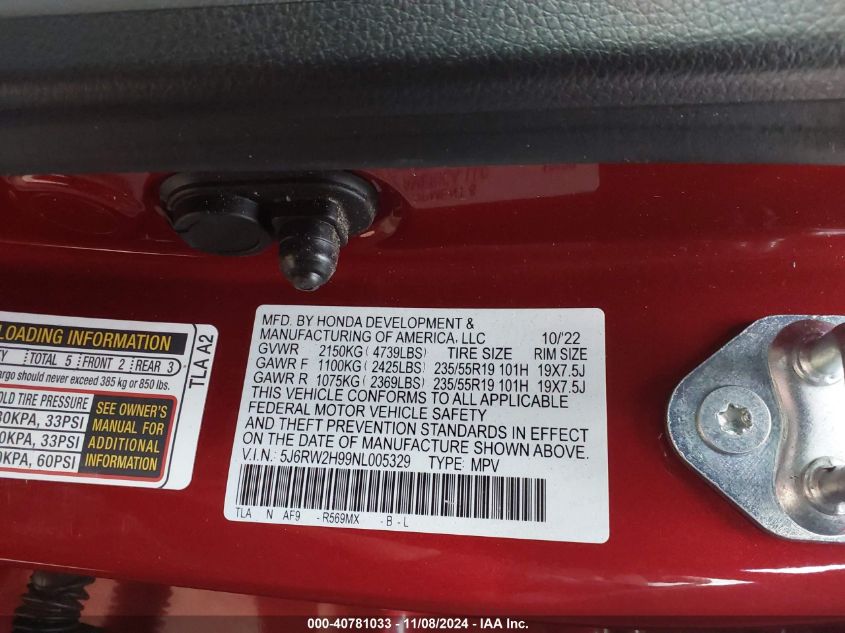 LOADING INFORMATION
TOTAL 5 FRONT 2 REAR 3
should never exceed 385 kg or 850 lbs.
TLA A2
TIRE PRESSURE
33PSI
33PSI
KPA, 60PSI
SEE OWNER'S
MANUAL FOR
ADDITIONAL
INFORMATION
MFD. BY HONDA DEVELOPMENT &
MANUFACTURING OF AMERICA, LLC 10/'22
GVWR 2150KG (4739LBS) TIRE SIZE RIM SIZE
GAWR F 1100KG (2425LBS) 235/55R19 101H 19X7.5J
GAWR R 1075KG (2369LBS) 235/55R19 101H 19X7.5J
THIS VEHICLE CONFORMS TO ALL APPLICABLE
FEDERAL MOTOR VEHICLE SAFETY
AND THEFT PREVENTION STANDARDS IN EFFECT
ON THE DATE OF MANUFACTURE SHOWN ABOVE.
V.I.N.: 5J6RW2H99NL005329 TYPE: MPV
TLA N AF9 -R569MX -B-L
000-40781033 - 11/08/2024 - IAA Inc.